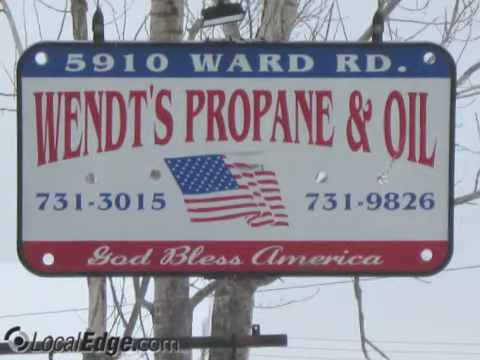 5910 WARD RD.
WENDT'S PROPANE & OIL
731-3015 731-9826
God Bless America
LocalEdge.com